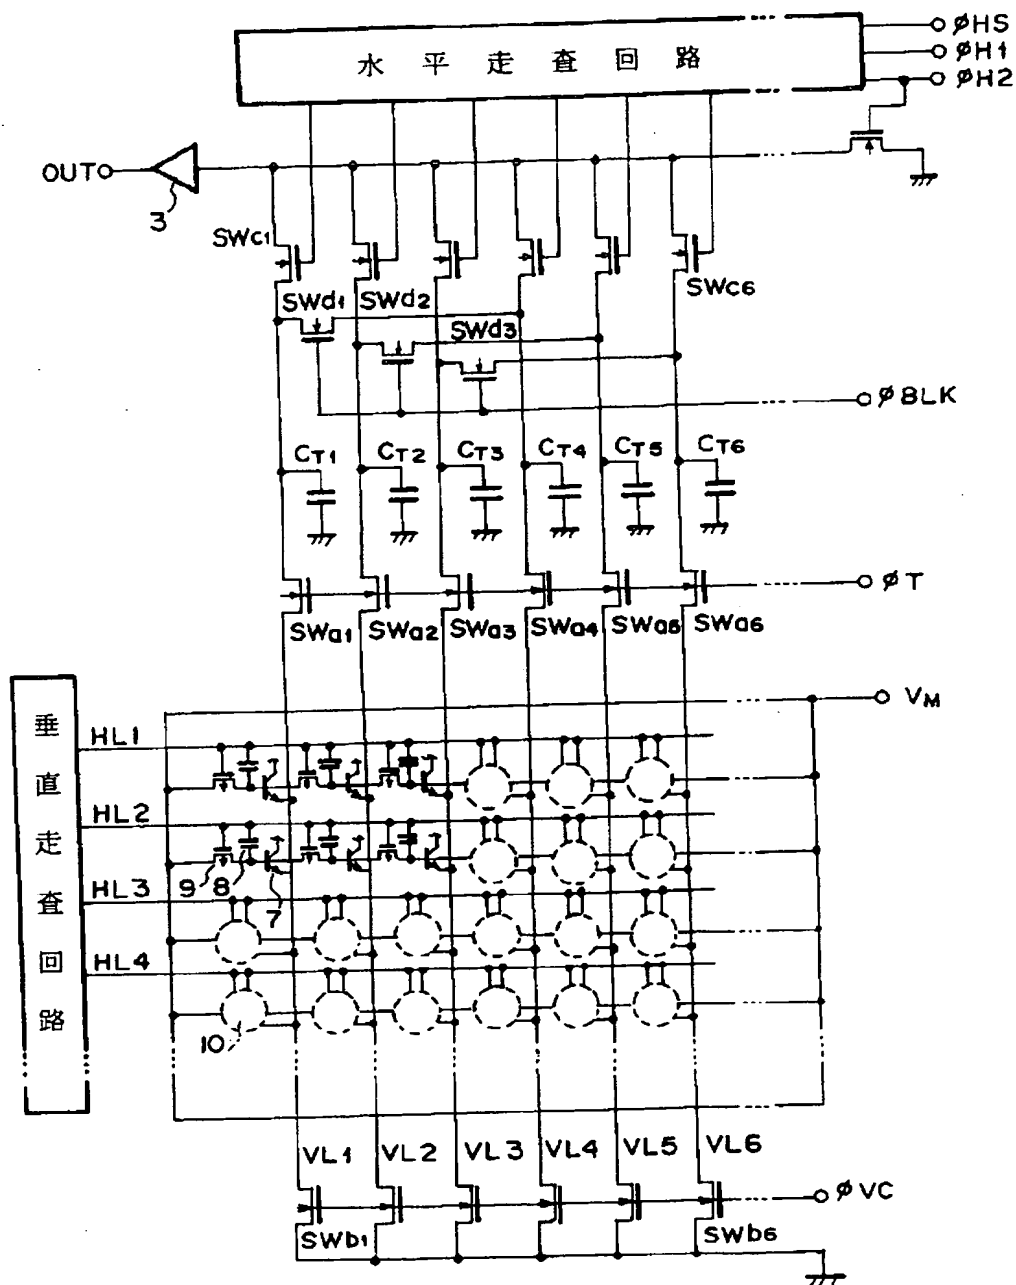 φHS
水平走査回路
φH1
φH2
OUT
3
SWc1
SWd1
SWd2
SWc6
SWd3
φBLK
CT1
CT2
CT3
CT4
CT5
CT6
φT
SWa1
SWa2
SWa3
SWa4
SWa5
SWa6
VM
垂直走査回路
HL1
HL2
9
8
7
HL3
HL4
10
VL1
VL2
VL3
VL4
VL5
VL6
φVC
SWb1
SWb6